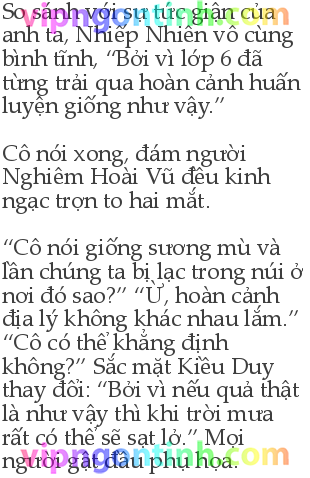 vipngontinh.com
So sánh với sự tức giận của
anh ta, Nhiếp Nhiên vô cùng
bình tĩnh, “Bởi vì lớp 6 đã
từng trải qua hoàn cảnh huấn
luyện giống như vậy.”
Cô nói xong, đám người
Nghiêm Hoài Vũ đều kinh
ngạc trợn to hai mắt.
“Cô nói giống sương mù và
lần chúng ta bị lạc trong núi ở
nơi đó sao?” “Ừ, hoàn cảnh
địa lý không khác nhau lắm.”
“Cô có thể khẳng định
không?” Sắc mặt Kiều Duy
thay đổi: “Bởi vì nếu quả thật
là như vậy thì khi trời mưa
rất có thể sẽ sạt lở.” Mọi
người gật đầu phụ họa.
vipngontinh.com